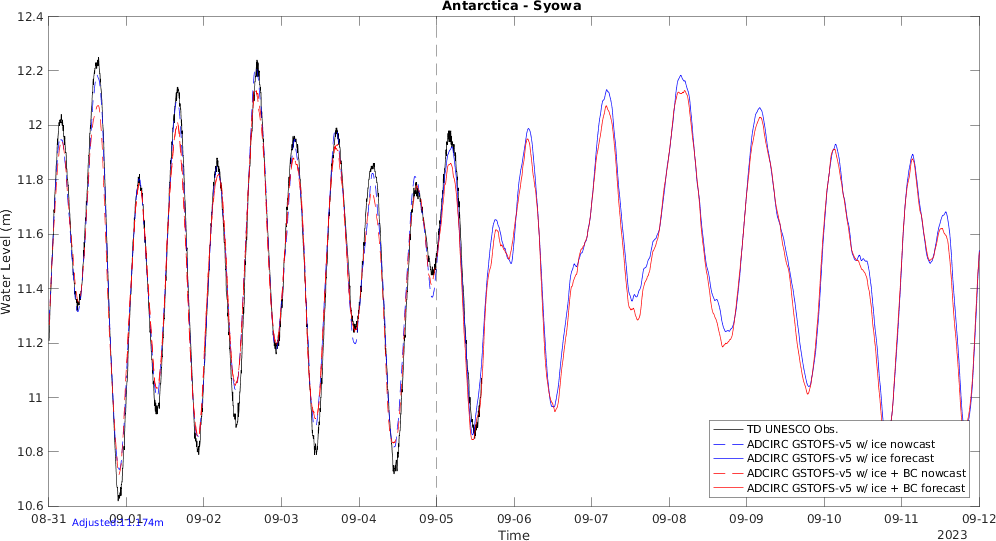 Antarctica - Syowa
12.4
12.2
12
11.8
11.6
11.4
11.2
11
10.8
10.6
Water Level (m)
TD UNESCO Obs.
ADCIRC GSTOFS-v5 w/ ice nowcast
ADCIRC GSTOFS-v5 w/ ice forecast
ADCIRC GSTOFS-v5 w/ ice + BC nowcast
ADCIRC GSTOFS-v5 w/ ice + BC forecast
08-31 09-01 09-02 09-03 09-04 09-05 09-06 09-07 09-08 09-09 09-10 09-11 09-12
Adjusted:11.174m
Time
2023